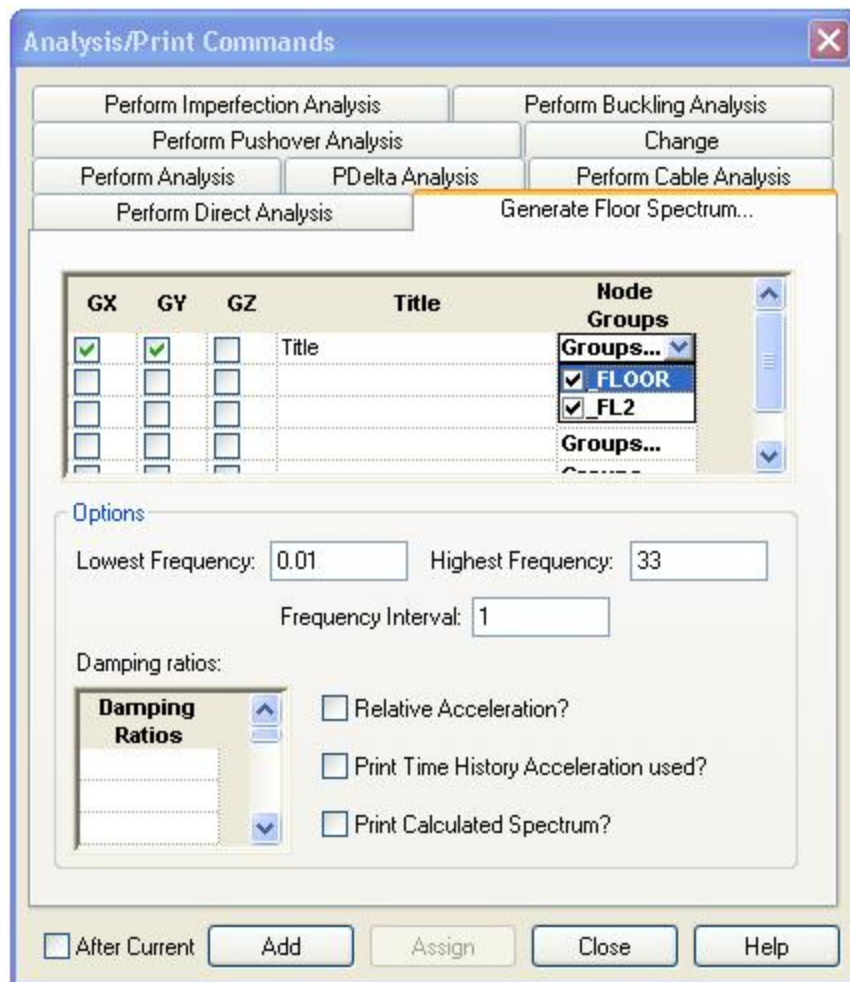 Analysis/Print Commands
Perform Imperfection Analysis Perform Buckling Analysis
Perform Pushover Analysis Change
Perform Analysis PDelta Analysis Perform Cable Analysis
Perform Direct Analysis Generate Floor Spectrum...
GX GY GZ Title Node Groups
Title Groups...
_FLOOR
_FL2
Groups...
Options
Lowest Frequency: 0.01 Highest Frequency: 33
Frequency Interval: 1
Damping ratios:
Damping Ratios
Relative Acceleration?
Print Time History Acceleration used?
Print Calculated Spectrum?
After Current Add Assign Close Help